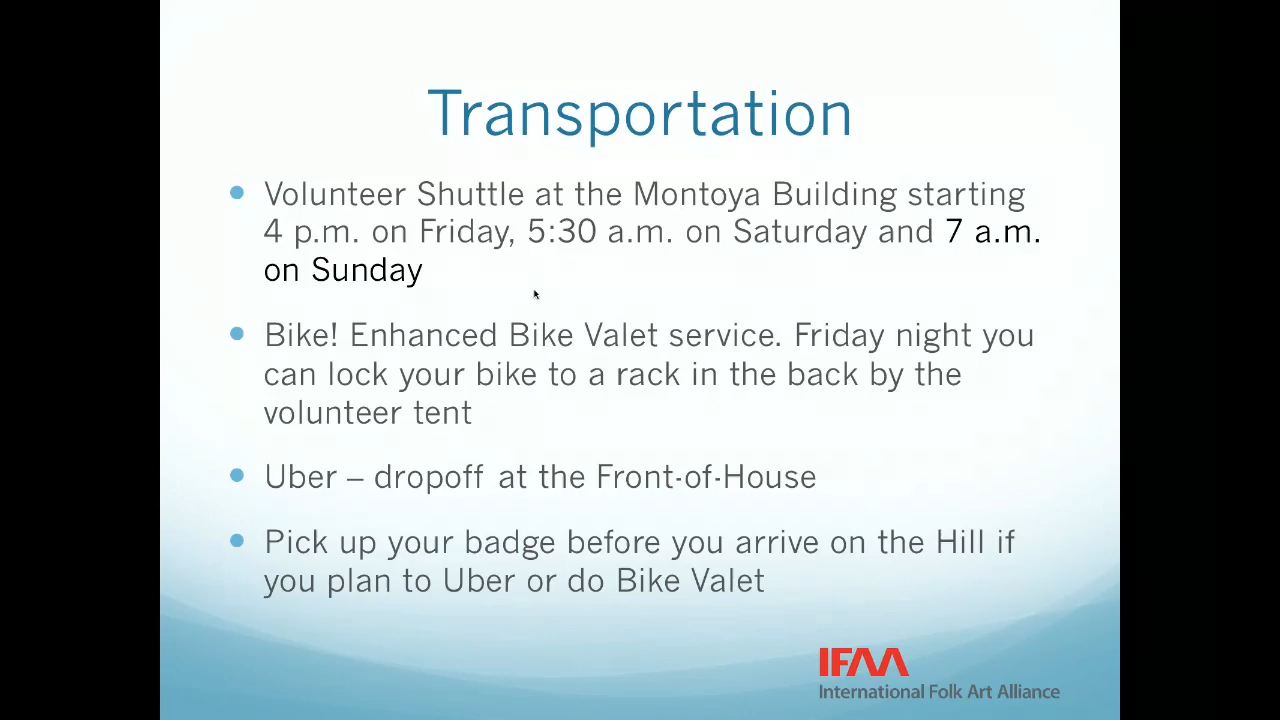 Transportation
Volunteer Shuttle at the Montoya Building starting
4 p.m. on Friday, 5:30 a.m. on Saturday and 7 a.m.
on Sunday
Bike! Enhanced Bike Valet service. Friday night you
can lock your bike to a rack in the back by the
volunteer tent
Uber – dropoff at the Front-of-House
Pick up your badge before you arrive on the Hill if
you plan to Uber or do Bike Valet
IFAA
International Folk Art Alliance